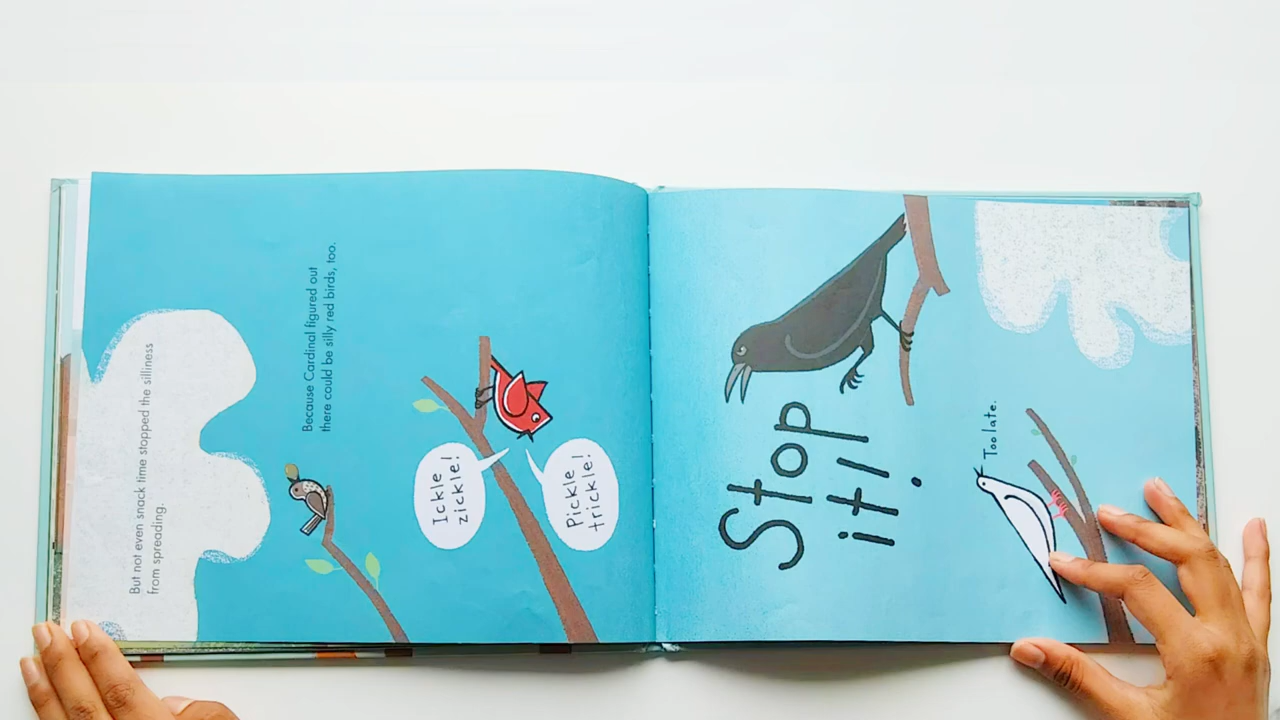 But not even snack time stopped the silliness
from spreading.
Because Cardinal figured out
there could be silly red birds, too.
Ickle
zickle!
Pickle
trickle!
Stop
it!
Too late.